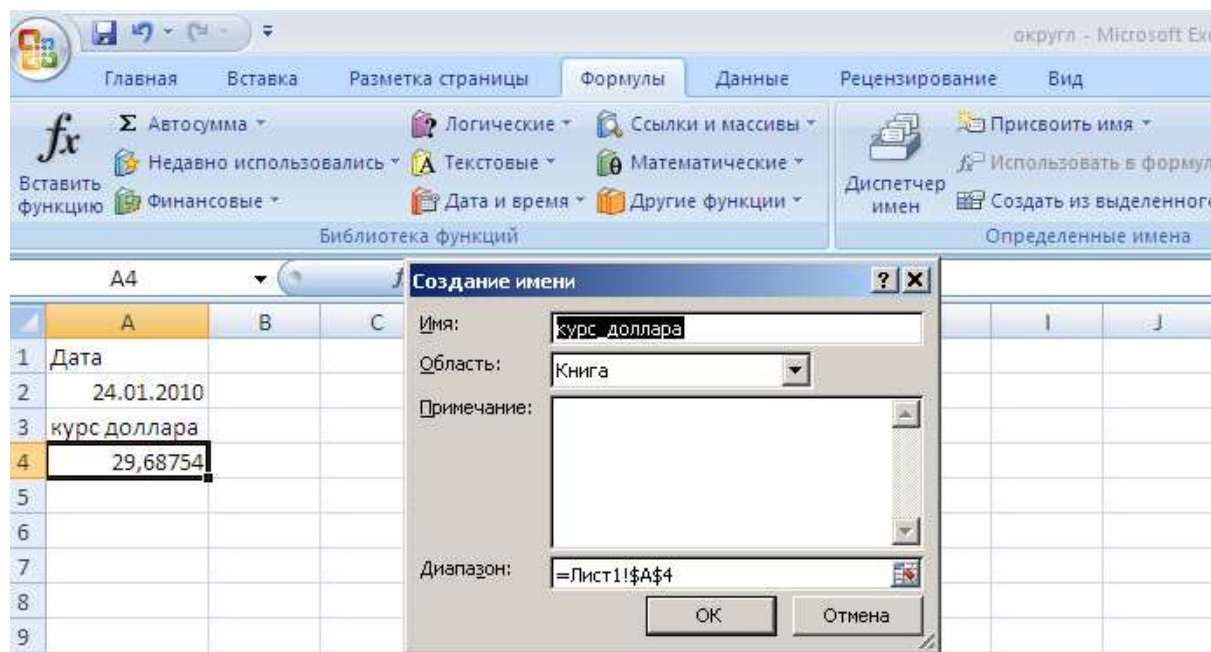 округл - Microsoft Ex
Главная Вставка Разметка страницы Формулы Данные Рецензирование Вид
fx Вставить функцию
Σ Автосумма
Недавно использовались
Финансовые
Логические
Текстовые
Дата и время
Ссылки и массивы
Математические
Другие функции
Библиотека функций
Диспетчер имен
Присвоить имя
Использовать в формул
Создать из выделенног
Определенные имена
A4
Создание имени
Имя: курс_доллара
Область: Книга
Примечание:
Диапазон: =Лист1!$A$4
ОК Отмена
A B C I J
1 Дата
2 24.01.2010
3 курс доллара
4 29,68754
5
6
7
8
9